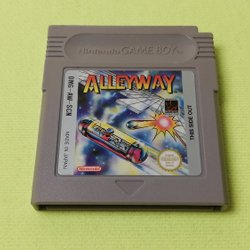 Nintendo GAME BOY
ALLEYWAY
DMG-AW-SCN
MADE IN JAPAN
THIS SIDE OUT
Nintendo